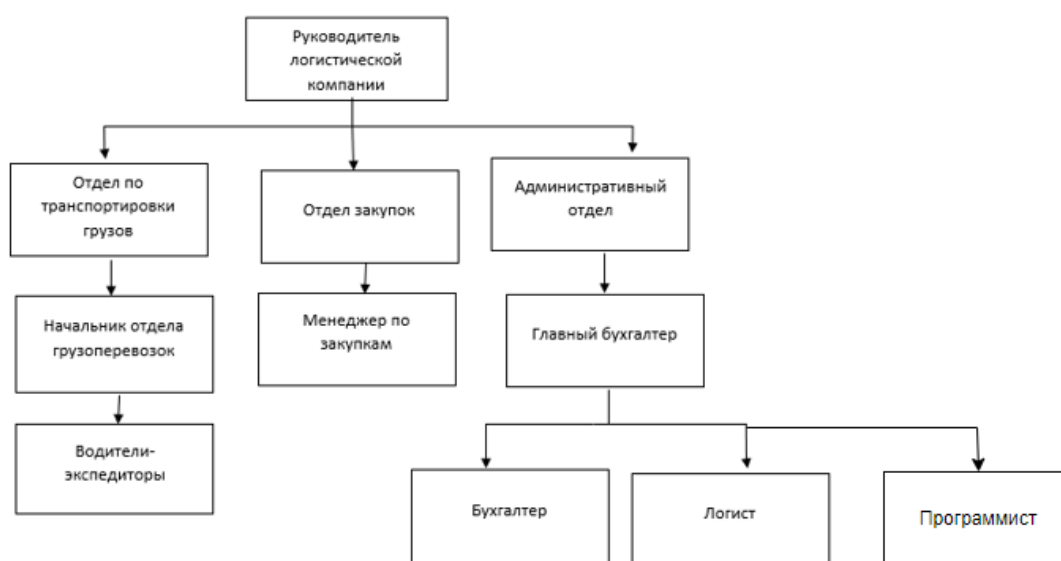 Руководитель
логистической
компании
Отдел по
транспортировки
грузов
Отдел закупок
Административный
отдел
Начальник отдела
грузоперевозок
Менеджер по
закупкам
Главный бухгалтер
Водители-
экспедиторы
Бухгалтер
Логист
Программист